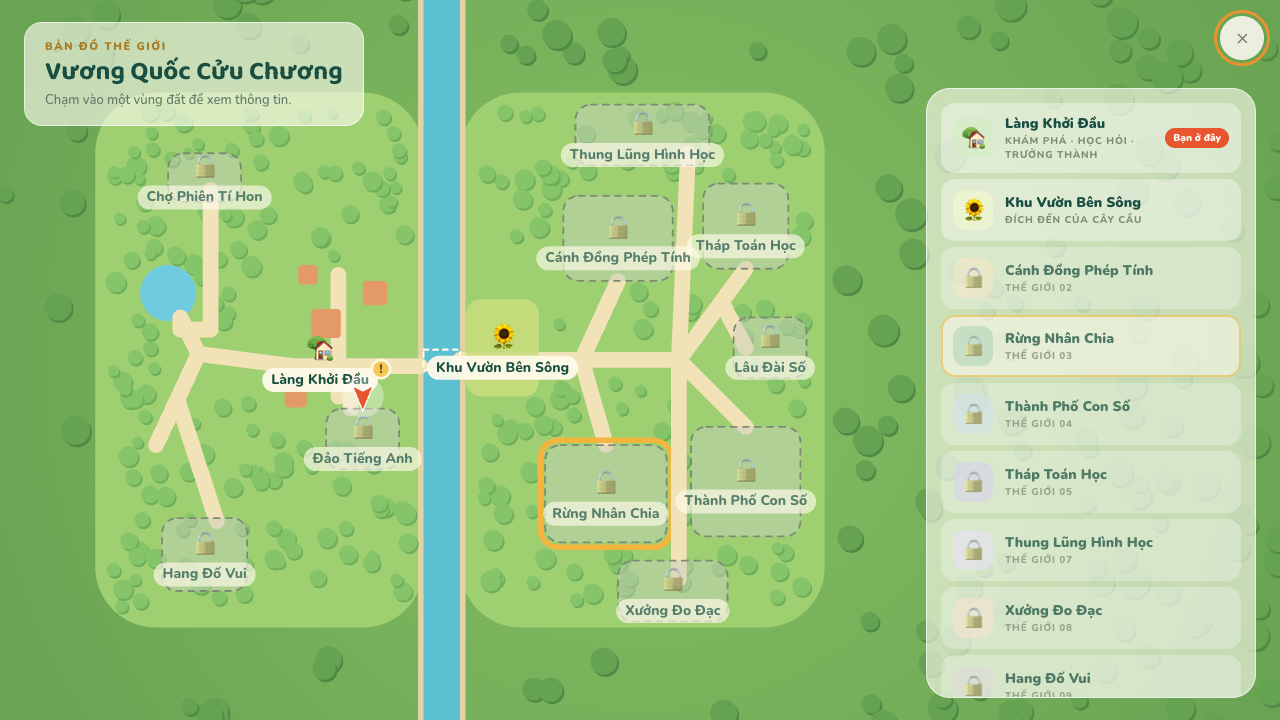 BẢN ĐỒ THẾ GIỚI
Vương Quốc Cửu Chương
Chạm vào một vùng đất để xem thông tin.
Thung Lũng Hình Học
Chợ Phiên Tí Hon
Tháp Toán Học
Cánh Đồng Phép Tính
Khu Vườn Bên Sông
Lâu Đài Số
Làng Khởi Đầu
!
Đảo Tiếng Anh
Thành Phố Con Số
Rừng Nhân Chia
Hang Đố Vui
Xưởng Đo Đạc
×
Làng Khởi Đầu
KHÁM PHÁ · HỌC HỎI ·
TRƯỞNG THÀNH
Bạn ở đây
Khu Vườn Bên Sông
ĐÍCH ĐẾN CỦA CÂY CẦU
Cánh Đồng Phép Tính
THẾ GIỚI 02
Rừng Nhân Chia
THẾ GIỚI 03
Thành Phố Con Số
THẾ GIỚI 04
Tháp Toán Học
THẾ GIỚI 05
Thung Lũng Hình Học
THẾ GIỚI 07
Xưởng Đo Đạc
THẾ GIỚI 08
Hang Đố Vui
THẾ GIỚI 09